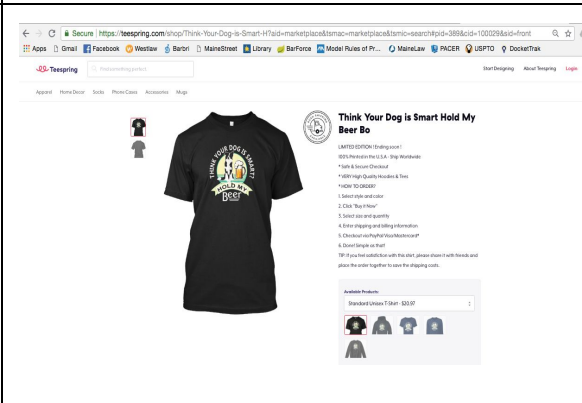 Secure | https://teespring.com/shop/Think-Your-Dog-is-Smart-H?aid=marketplace&tsmac=marketplace&tsmic=search#pid=389&cid=100029&sid=front
Apps Gmail Facebook Westlaw Barbri MaineStreet Library BarForce Model Rules of Pr... MaineLaw PACER USPTO DocketTrak
Teespring
Find something perfect
Start Designing About Teespring Login
Apparel Home Decor Socks Phone Cases Accessories Mugs
THINK YOUR DOG IS SMART?
HOLD MY
Beer
Think Your Dog is Smart Hold My
Beer Bo
LIMITED EDITION ! Ending soon !
100% Printed in the U.S.A - Ship Worldwide
* Safe & Secure Checkout
* VERY High Quality Hoodies & Tees
* HOW TO ORDER?
1. Select style and color
2. Click "Buy it Now"
3. Select size and quantity
4. Enter shipping and billing information
5. Checkout via PayPal/Visa/Mastercard*
6. Done! Simple as that!
TIP: If you feel satisfiction with this shirt, please share it with friends and
place the order together to save the shipping costs.
Available Products:
Standard Unisex T-Shirt - $20.97